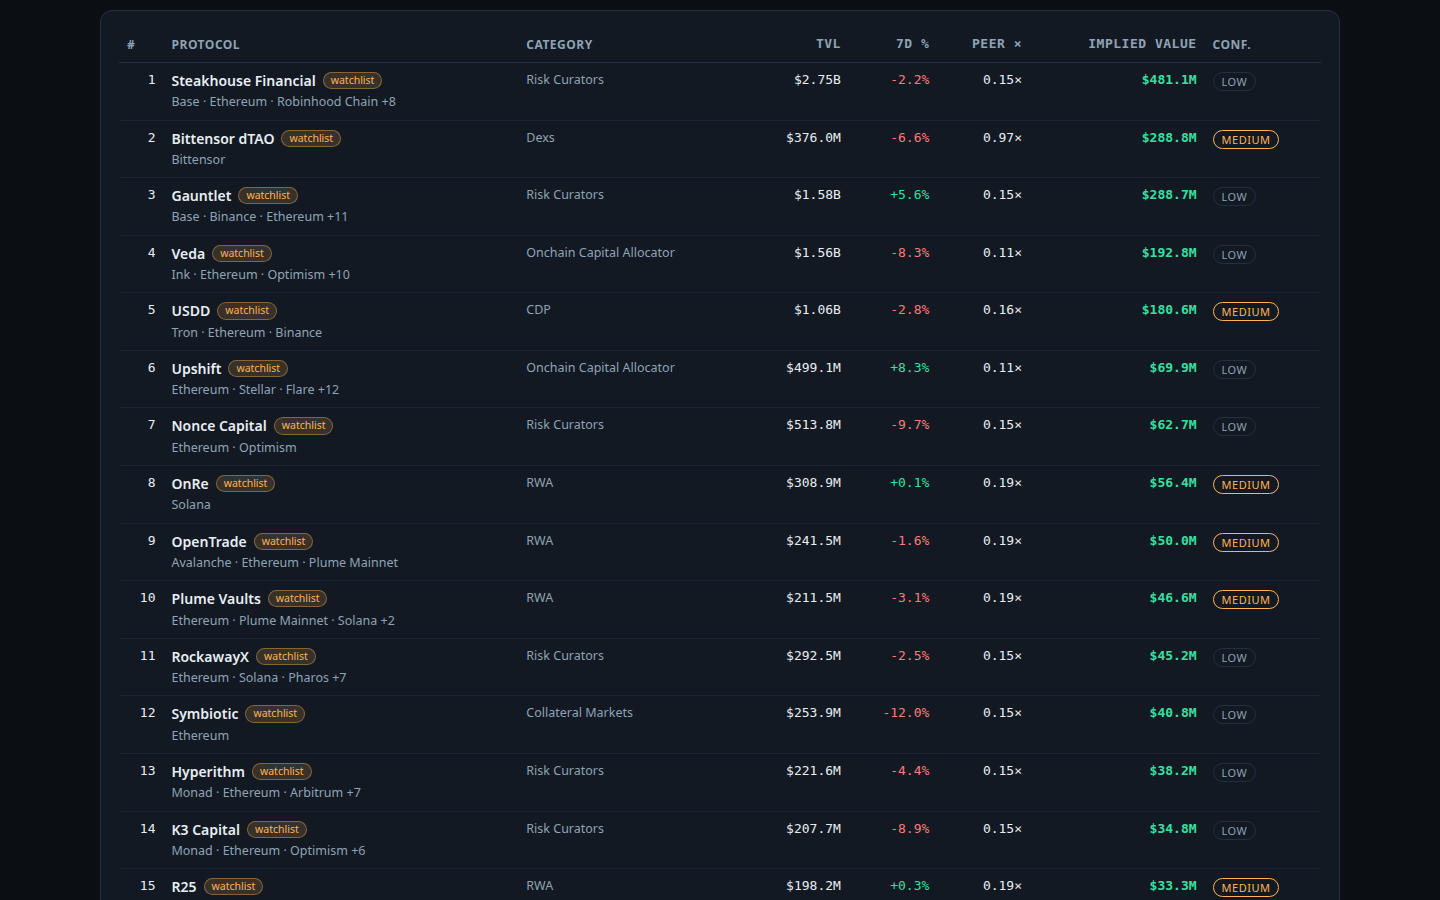 # PROTOCOL CATEGORY TVL 7D % PEER × IMPLIED VALUE CONF.
1 Steakhouse Financial watchlist Risk Curators $2.75B -2.2% 0.15× $481.1M LOW
Base · Ethereum · Robinhood Chain +8
2 Bittensor dTAO watchlist Dexs $376.0M -6.6% 0.97× $288.8M MEDIUM
Bittensor
3 Gauntlet watchlist Risk Curators $1.58B +5.6% 0.15× $288.7M LOW
Base · Binance · Ethereum +11
4 Veda watchlist Onchain Capital Allocator $1.56B -8.3% 0.11× $192.8M LOW
Ink · Ethereum · Optimism +10
5 USDD watchlist CDP $1.06B -2.8% 0.16× $180.6M MEDIUM
Tron · Ethereum · Binance
6 Upshift watchlist Onchain Capital Allocator $499.1M +8.3% 0.11× $69.9M LOW
Ethereum · Stellar · Flare +12
7 Nonce Capital watchlist Risk Curators $513.8M -9.7% 0.15× $62.7M LOW
Ethereum · Optimism
8 OnRe watchlist RWA $308.9M +0.1% 0.19× $56.4M MEDIUM
Solana
9 OpenTrade watchlist RWA $241.5M -1.6% 0.19× $50.0M MEDIUM
Avalanche · Ethereum · Plume Mainnet
10 Plume Vaults watchlist RWA $211.5M -3.1% 0.19× $46.6M MEDIUM
Ethereum · Plume Mainnet · Solana +2
11 RockawayX watchlist Risk Curators $292.5M -2.5% 0.15× $45.2M LOW
Ethereum · Solana · Pharos +7
12 Symbiotic watchlist Collateral Markets $253.9M -12.0% 0.15× $40.8M LOW
Ethereum
13 Hyperithm watchlist Risk Curators $221.6M -4.4% 0.15× $38.2M LOW
Monad · Ethereum · Arbitrum +7
14 K3 Capital watchlist Risk Curators $207.7M -8.9% 0.15× $34.8M LOW
Monad · Ethereum · Optimism +6
15 R25 watchlist RWA $198.2M +0.3% 0.19× $33.3M MEDIUM